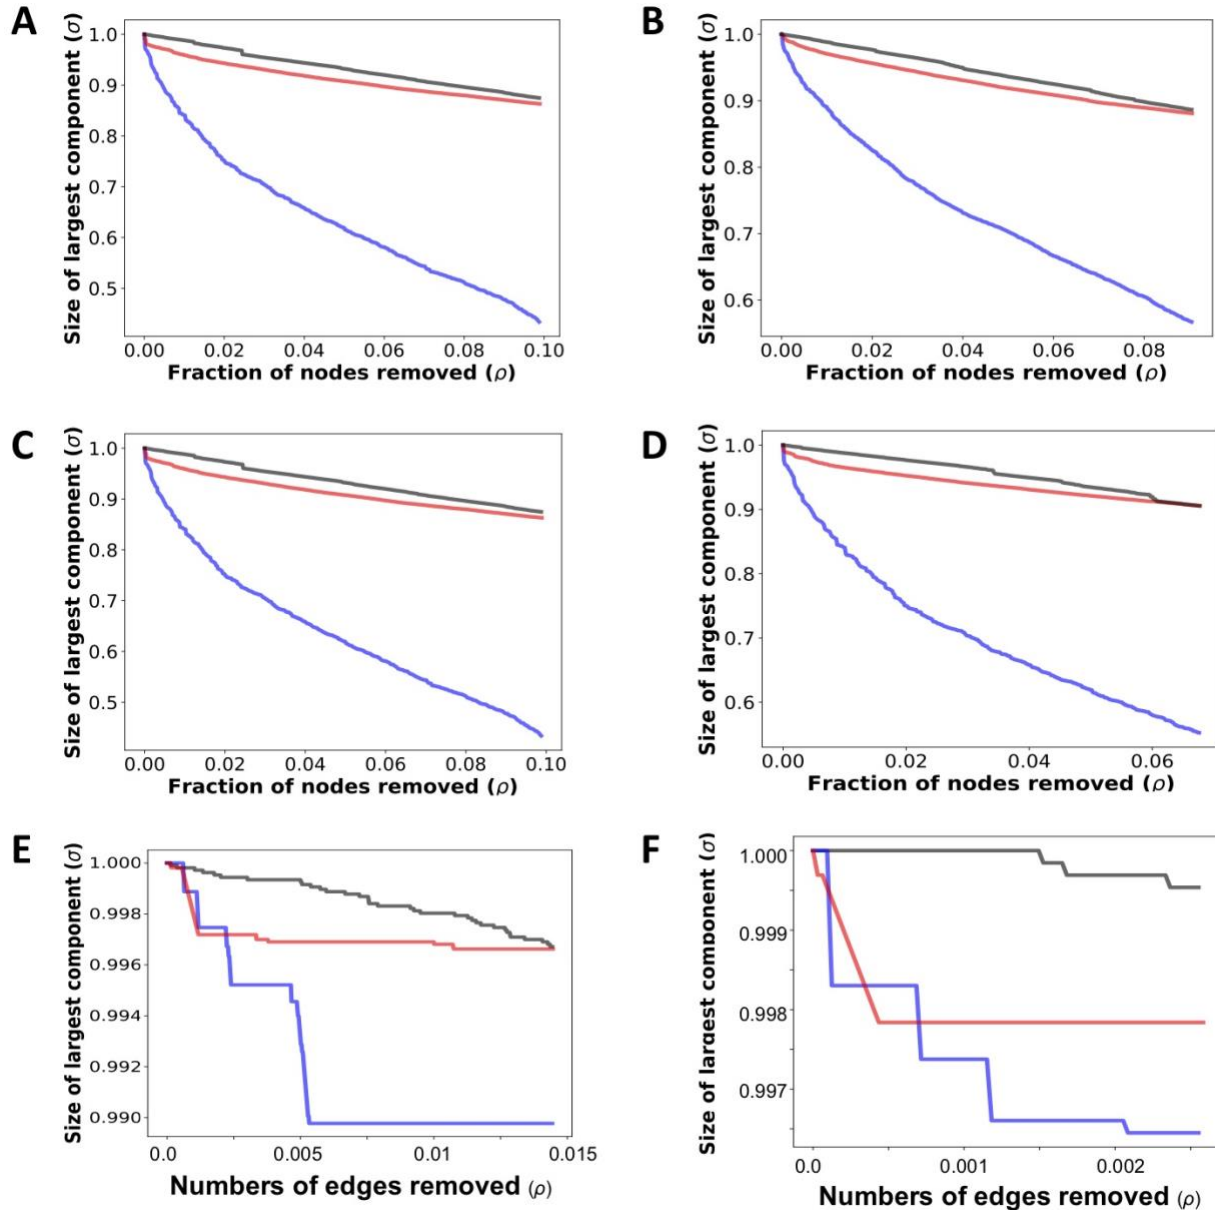 A
Size of largest component (σ)
1.0
0.9
0.8
0.7
0.6
0.5
0.00 0.02 0.04 0.06 0.08 0.10
Fraction of nodes removed (ρ)
B
Size of largest component (σ)
1.0
0.9
0.8
0.7
0.6
0.00 0.02 0.04 0.06 0.08
Fraction of nodes removed (ρ)
C
Size of largest component (σ)
1.0
0.9
0.8
0.7
0.6
0.5
0.00 0.02 0.04 0.06 0.08 0.10
Fraction of nodes removed (ρ)
D
Size of largest component (σ)
1.0
0.9
0.8
0.7
0.6
0.00 0.02 0.04 0.06
Fraction of nodes removed (ρ)
E
Size of largest component (σ)
1.000
0.998
0.996
0.994
0.992
0.990
0.0 0.005 0.01 0.015
Numbers of edges removed (ρ)
F
Size of largest component (σ)
1.000
0.999
0.998
0.997
0.0 0.001 0.002
Numbers of edges removed (ρ)